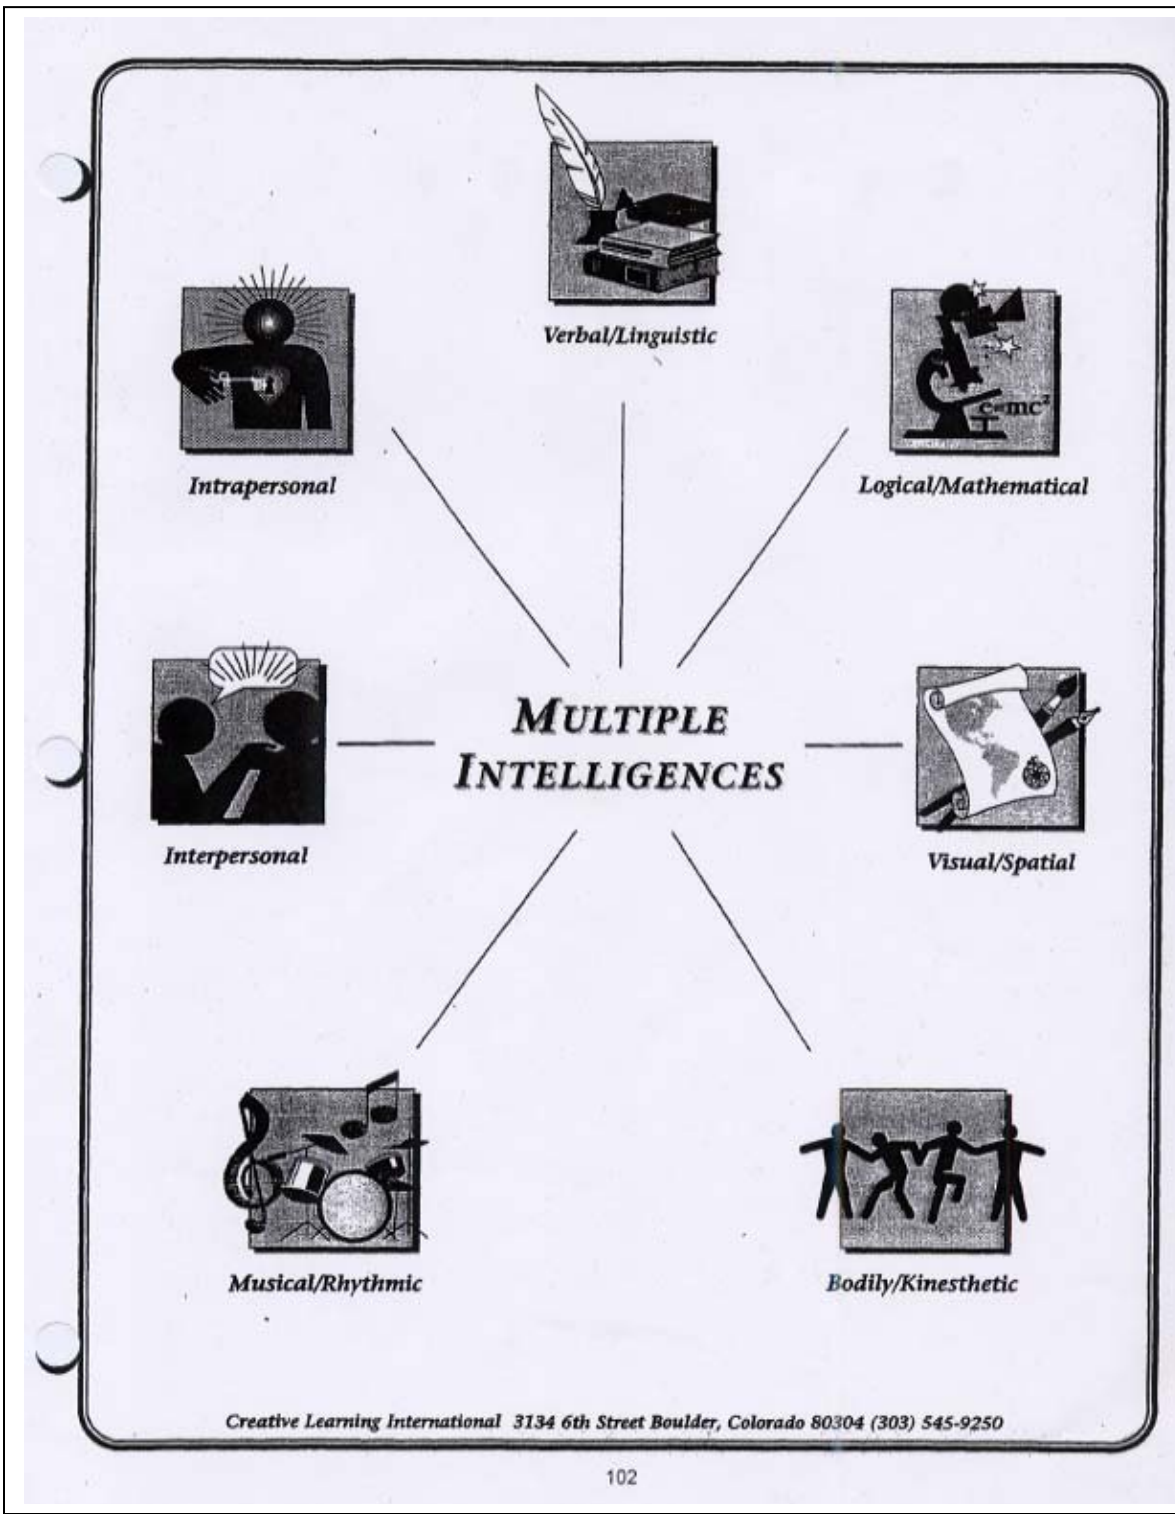 Verbal/Linguistic
Intrapersonal
e=mc²
Logical/Mathematical
MULTIPLE
INTELLIGENCES
Interpersonal
Visual/Spatial
Musical/Rhythmic
Bodily/Kinesthetic
Creative Learning International 3134 6th Street Boulder, Colorado 80304 (303) 545-9250
102